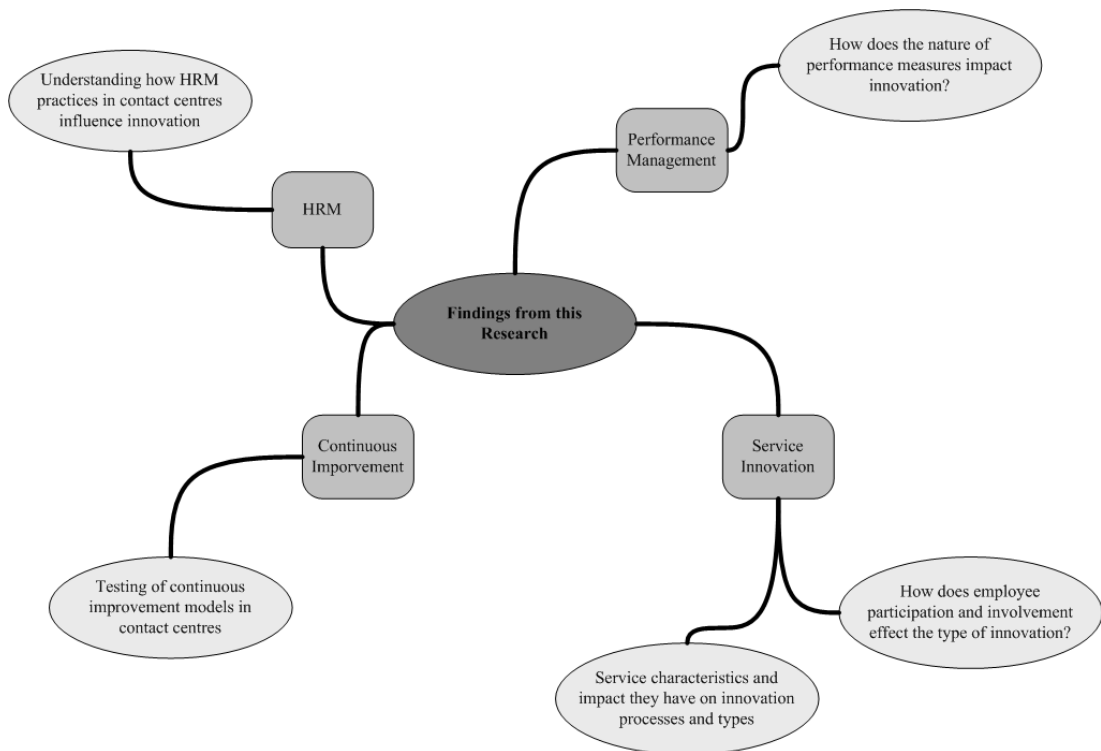 How does the nature of
performance measures impact
innovation?
Understanding how HRM
practices in contact centres
influence innovation
Performance
Management
HRM
Findings from this
Research
Continuous
Imporvement
Service
Innovation
Testing of continuous
improvement models in
contact centres
How does employee
participation and involvement
effect the type of innovation?
Service characteristics and
impact they have on innovation
processes and types